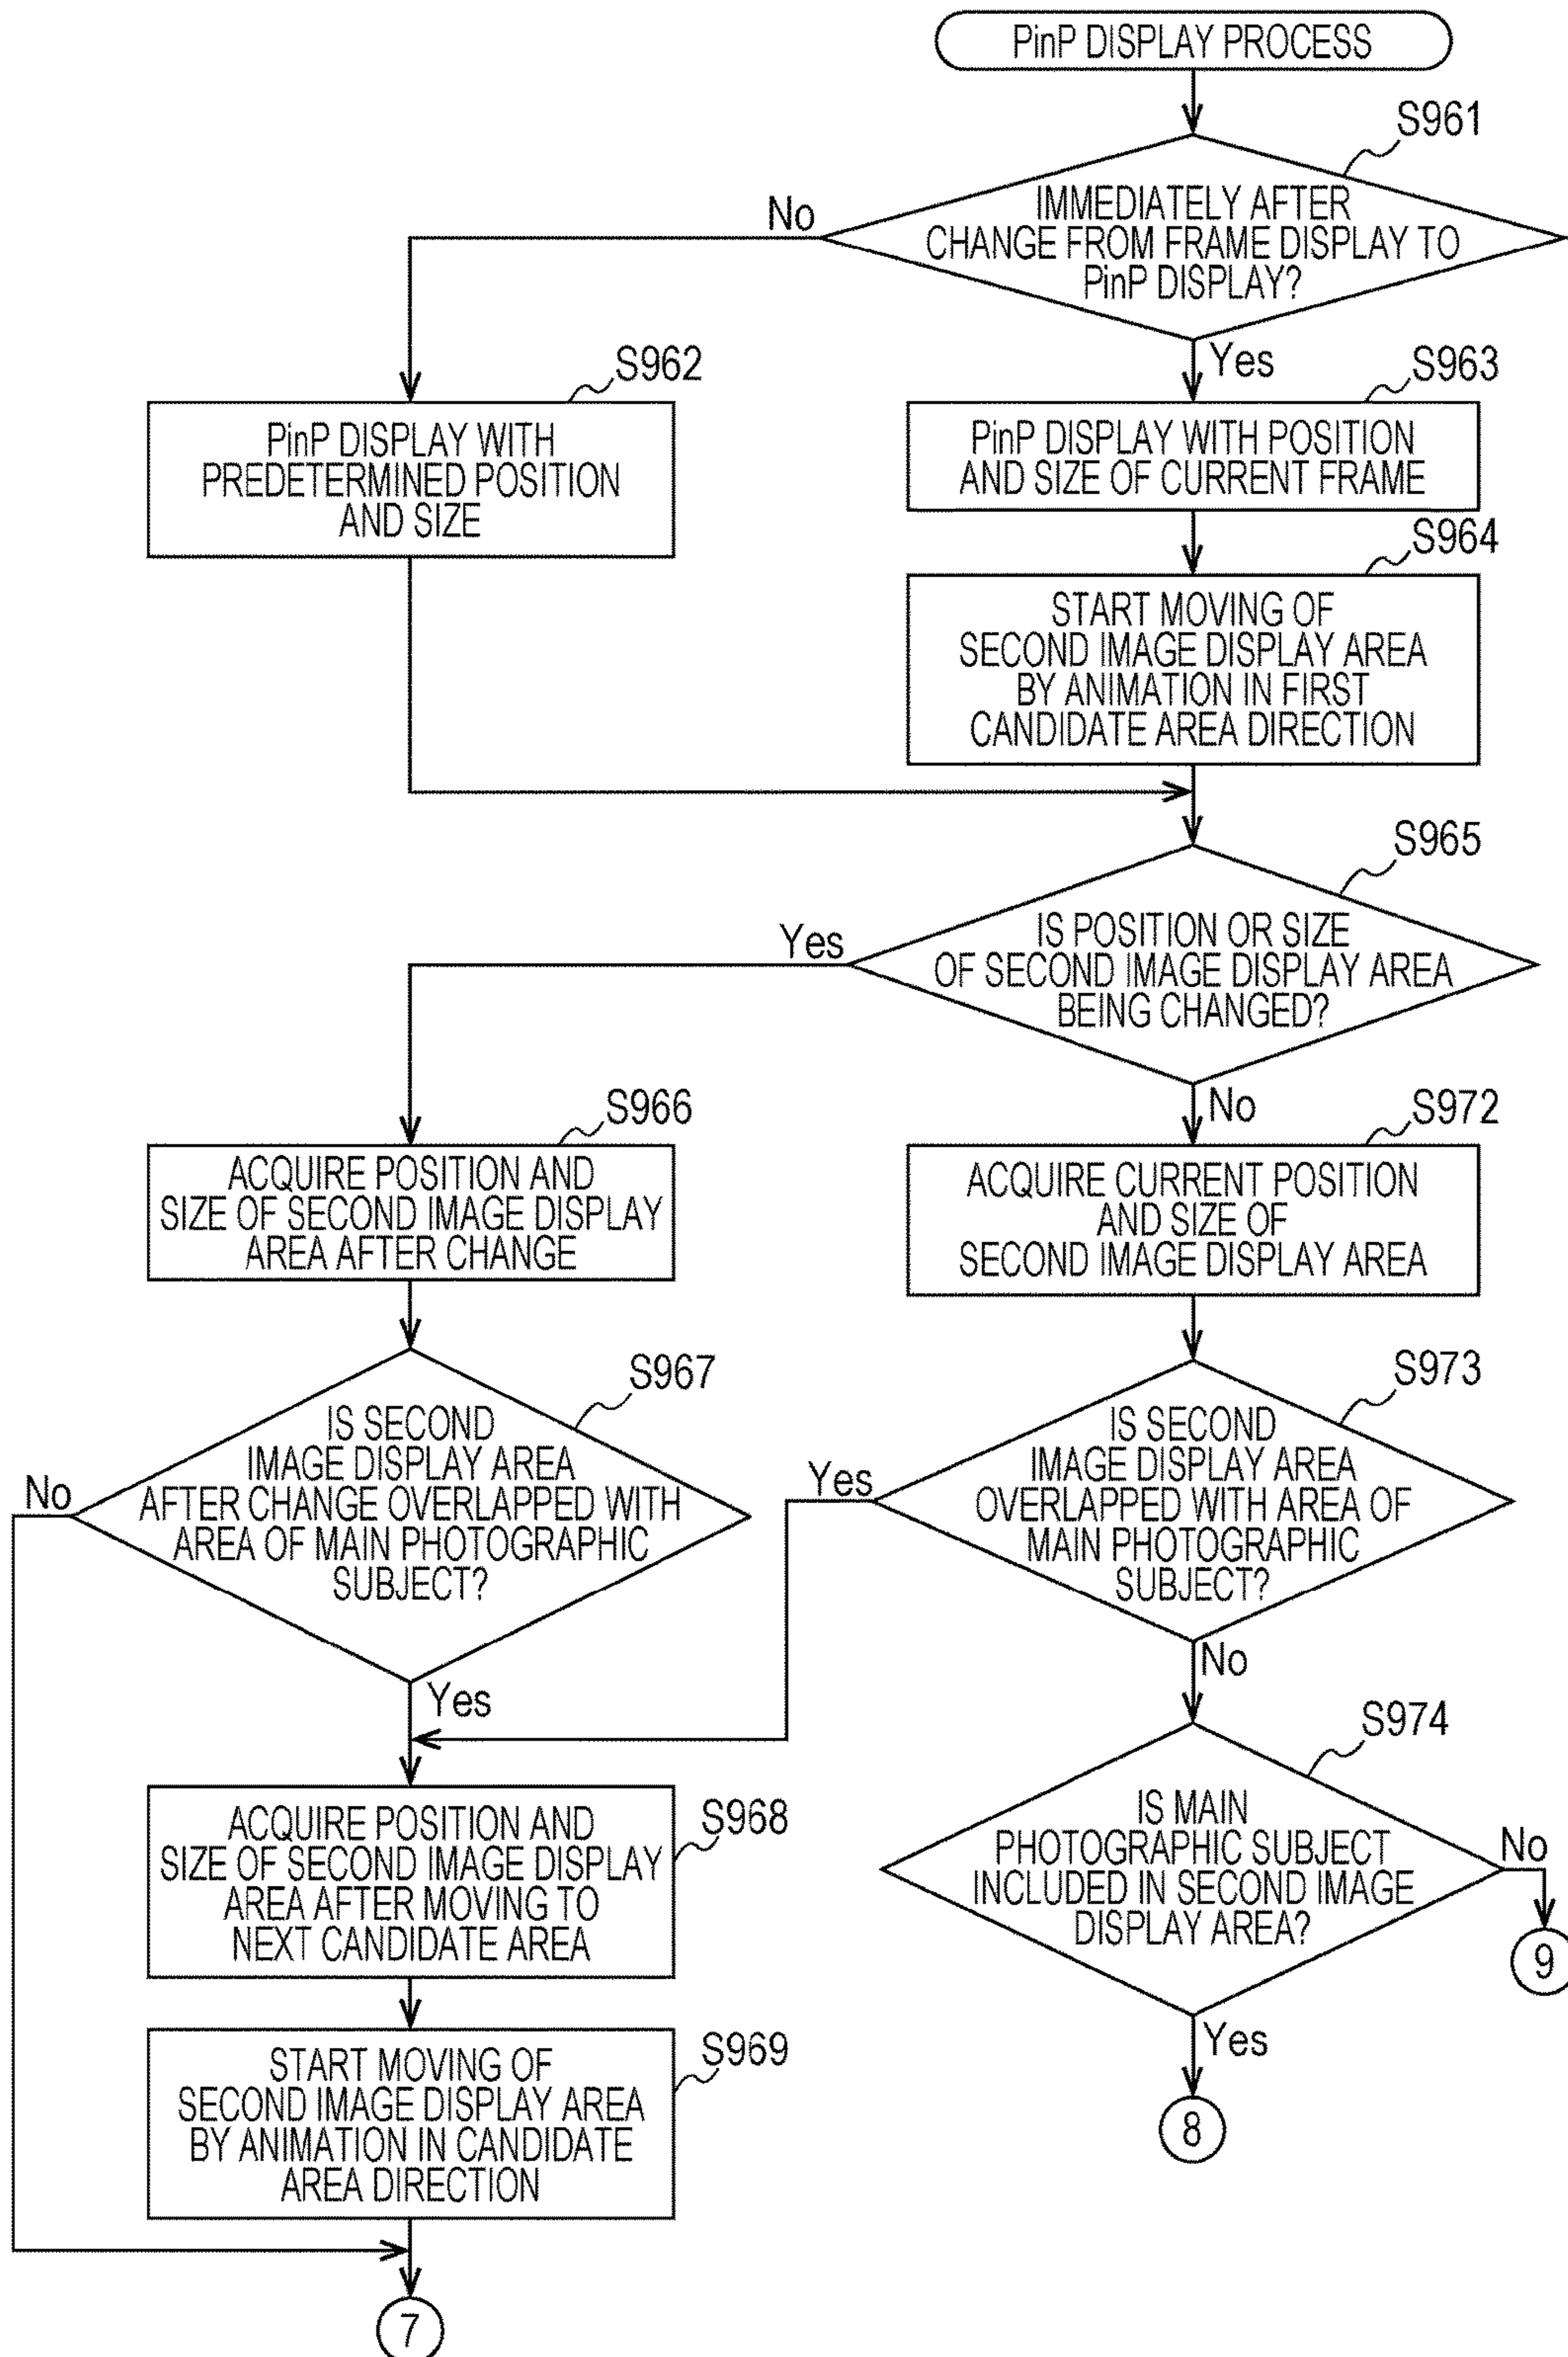 PinP DISPLAY PROCESS
S961
IMMEDIATELY AFTER
CHANGE FROM FRAME DISPLAY TO
PinP DISPLAY?
No
Yes
S962
PinP DISPLAY WITH
PREDETERMINED POSITION
AND SIZE
S963
PinP DISPLAY WITH POSITION
AND SIZE OF CURRENT FRAME
S964
START MOVING OF
SECOND IMAGE DISPLAY AREA
BY ANIMATION IN FIRST
CANDIDATE AREA DIRECTION
S965
IS POSITION OR SIZE
OF SECOND IMAGE DISPLAY AREA
BEING CHANGED?
Yes
No
S966
ACQUIRE POSITION AND
SIZE OF SECOND IMAGE DISPLAY
AREA AFTER CHANGE
S972
ACQUIRE CURRENT POSITION
AND SIZE OF
SECOND IMAGE DISPLAY AREA
S967
IS SECOND
IMAGE DISPLAY AREA
AFTER CHANGE OVERLAPPED WITH
AREA OF MAIN PHOTOGRAPHIC
SUBJECT?
No
Yes
S973
IS SECOND
IMAGE DISPLAY AREA
OVERLAPPED WITH AREA OF
MAIN PHOTOGRAPHIC
SUBJECT?
Yes
No
S968
ACQUIRE POSITION AND
SIZE OF SECOND IMAGE DISPLAY
AREA AFTER MOVING TO
NEXT CANDIDATE AREA
S974
IS MAIN
PHOTOGRAPHIC SUBJECT
INCLUDED IN SECOND IMAGE
DISPLAY AREA?
No
9
Yes
8
S969
START MOVING OF
SECOND IMAGE DISPLAY AREA
BY ANIMATION IN CANDIDATE
AREA DIRECTION
7